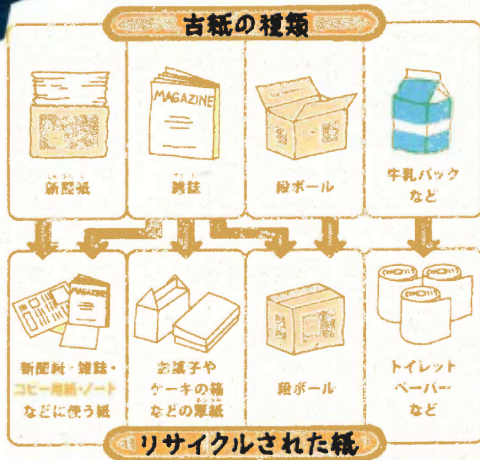 古紙の種類
MAGAZINE
新聞紙
雑誌
段ボール
牛乳パック
など
MAGAZINE
新聞紙・雑誌・
コピー用紙・ノート
などに使う紙
お菓子や
ケーキの箱
などの厚紙
段ボール
トイレット
ペーパー
など
リサイクルされた紙